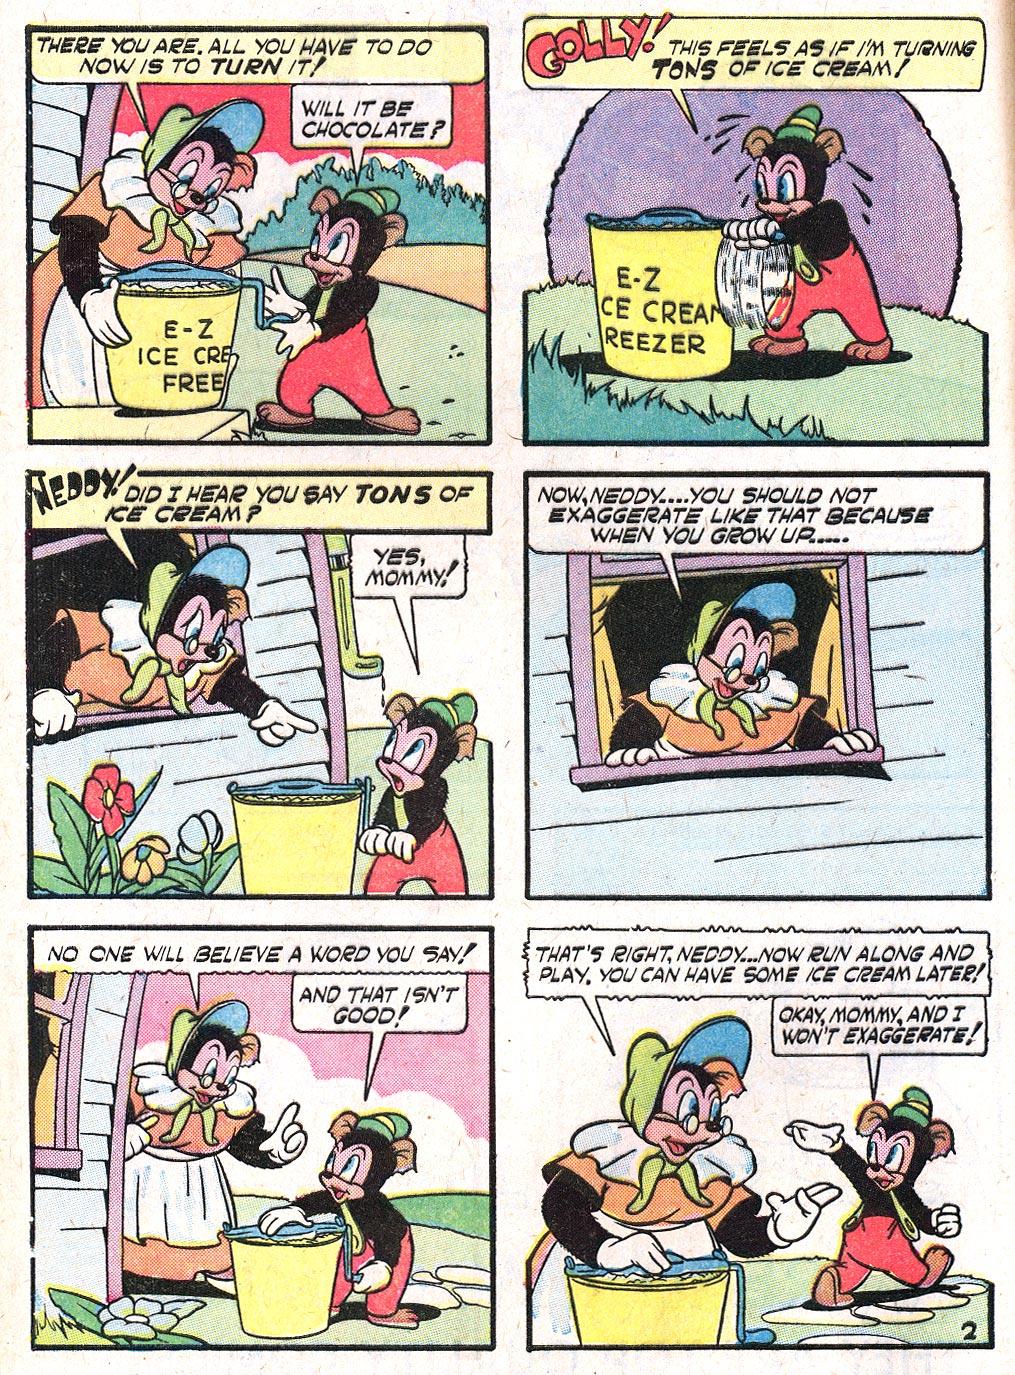 THERE YOU ARE. ALL YOU HAVE TO DO
NOW IS TO TURN IT!
WILL IT BE
CHOCOLATE?
E-Z
ICE CRE
FREE
GOLLY! THIS FEELS AS IF I'M TURNING
TONS OF ICE CREAM!
E-Z
ICE CREAM
REEZER
NEDDY! DID I HEAR YOU SAY TONS OF
ICE CREAM?
YES,
MOMMY!
NOW, NEDDY....YOU SHOULD NOT
EXAGGERATE LIKE THAT BECAUSE
WHEN YOU GROW UP.....
NO ONE WILL BELIEVE A WORD YOU SAY!
AND THAT ISN'T
GOOD!
THAT'S RIGHT, NEDDY...NOW RUN ALONG AND
PLAY. YOU CAN HAVE SOME ICE CREAM LATER!
OKAY, MOMMY, AND I
WON'T EXAGGERATE!
2